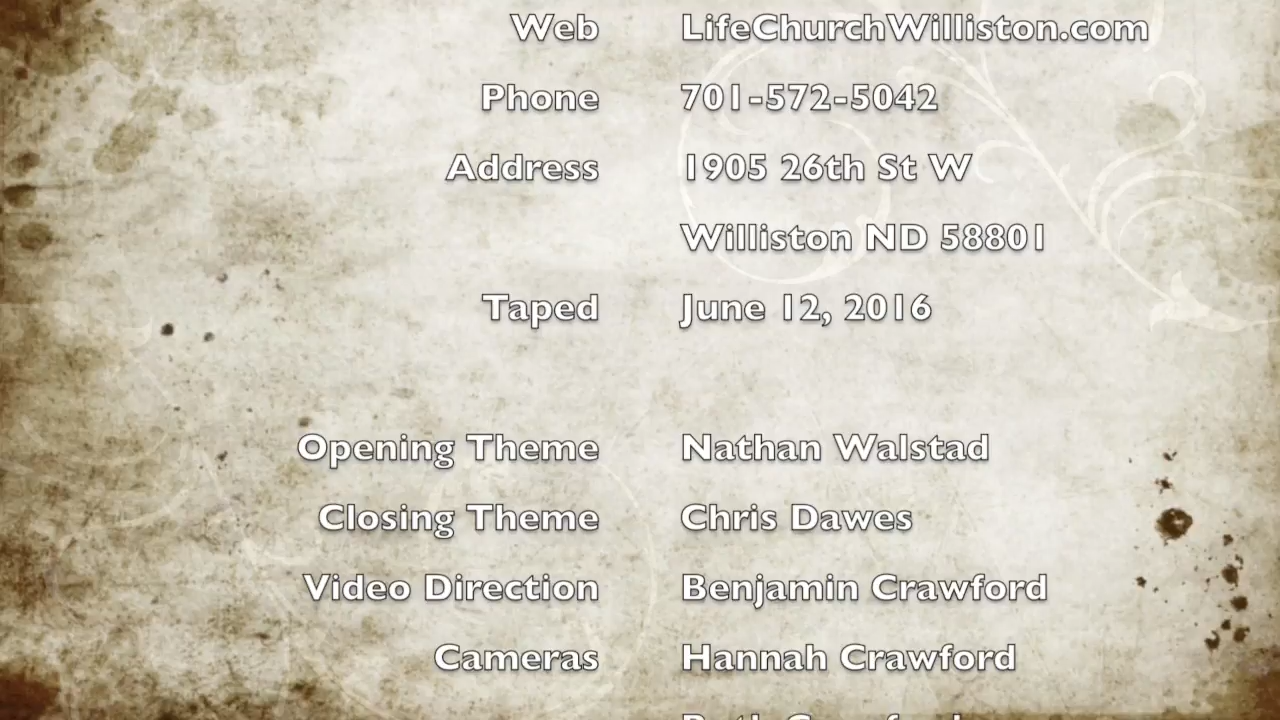 Web LifeChurchWilliston.com
Phone 701-572-5042
Address 1905 26th St W
Williston ND 58801
Taped June 12, 2016
Opening Theme Nathan Walstad
Closing Theme Chris Dawes
Video Direction Benjamin Crawford
Cameras Hannah Crawford